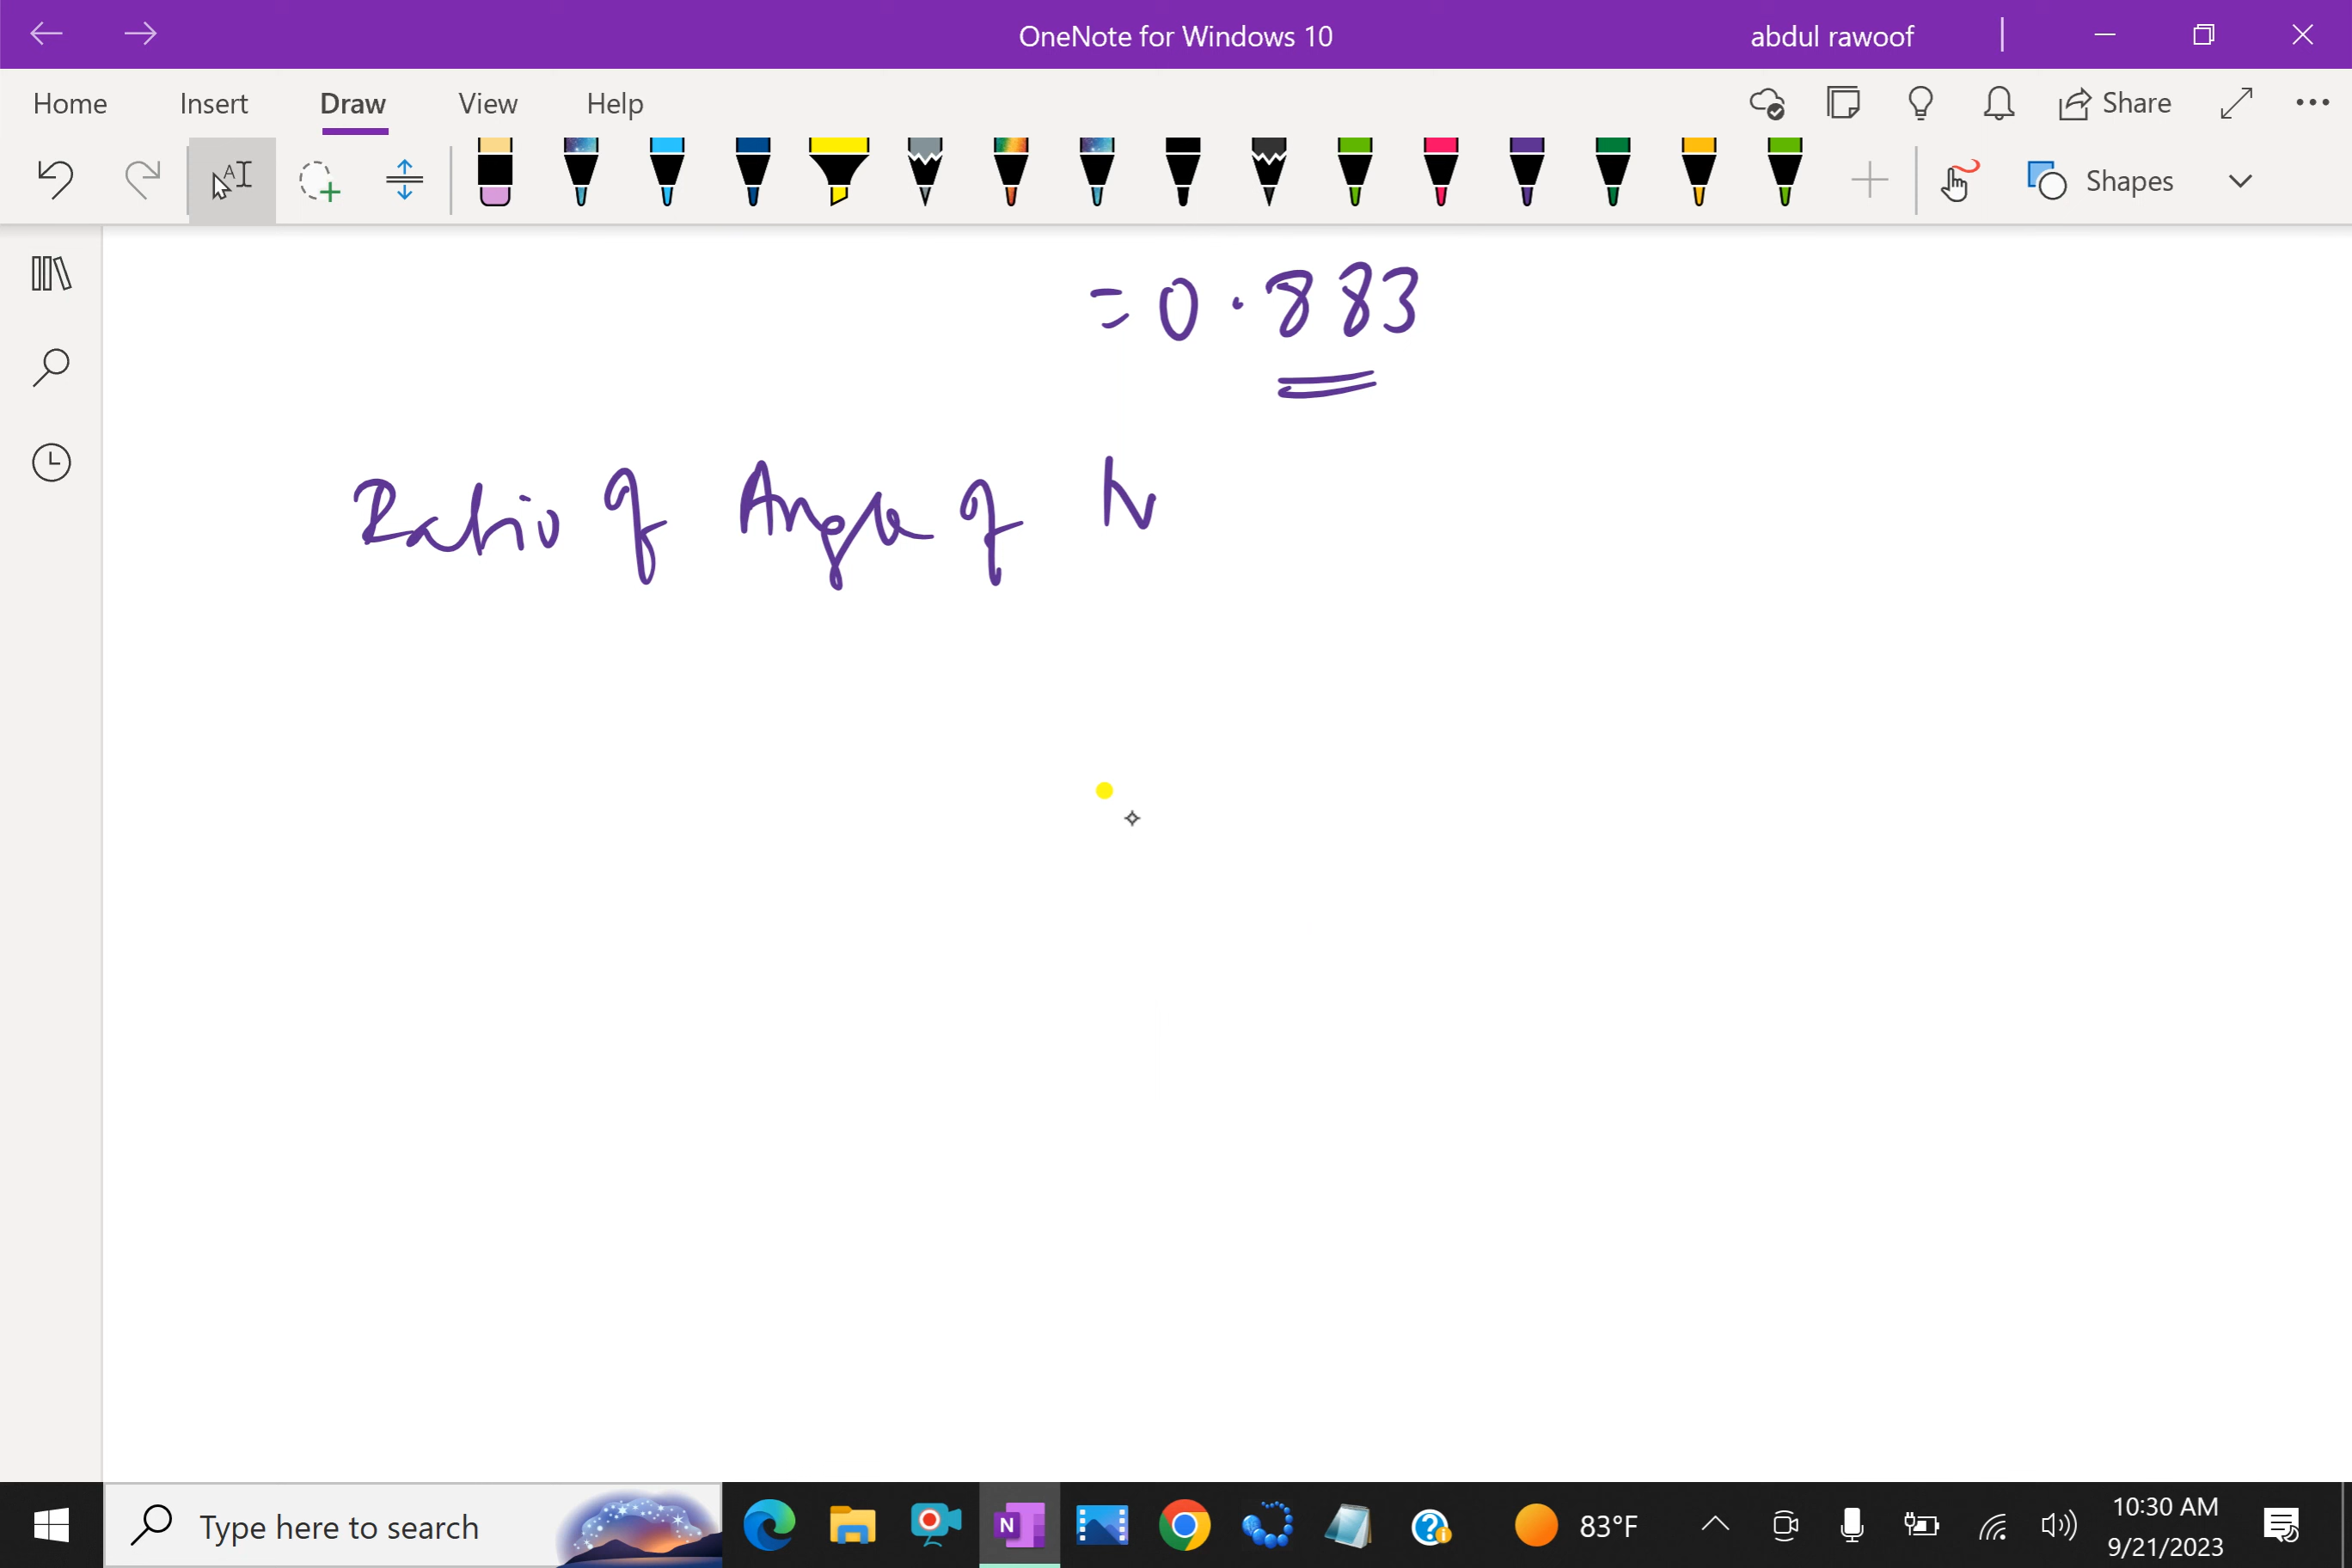 OneNote for Windows 10
abdul rawoof
Home Insert Draw View Help
Share
Shapes
= 0.883
Ratio of Angle of
Type here to search
83°F
10:30 AM
9/21/2023